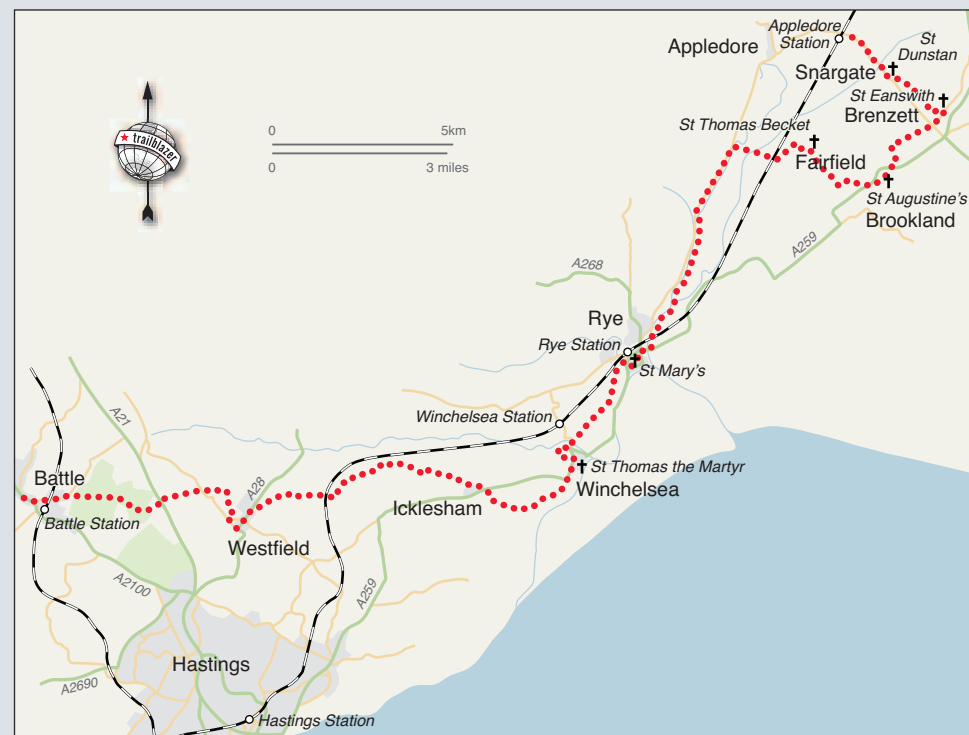 Appledore
Station
Appledore
St
Dunstan
Snargate
St Eanswith
Brenzett
St Thomas Becket
Fairfield
St Augustine's
Brookland
A259
trailblazer
0
5km
0
3 miles
A268
Rye
Rye Station
St Mary's
Winchelsea Station
St Thomas the Martyr
Winchelsea
Icklesham
A21
A28
Battle
Battle Station
Westfield
A2100
A259
Hastings
A2690
Hastings Station